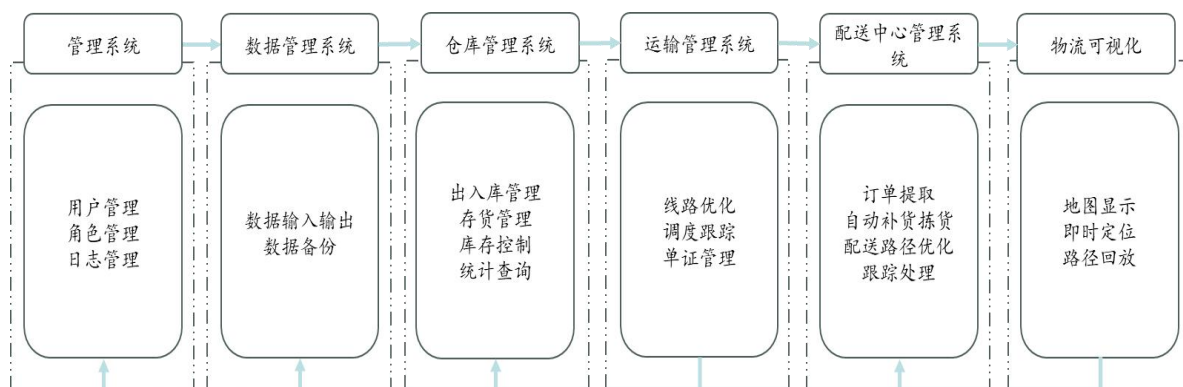 管理系统
数据管理系统
仓库管理系统
运输管理系统
配送中心管理系
统
物流可视化
用户管理
角色管理
日志管理
数据输入输出
数据备份
出入库管理
存货管理
库存控制
统计查询
线路优化
调度跟踪
单证管理
订单提取
自动补货拣货
配送路径优化
跟踪处理
地图显示
即时定位
路径回放